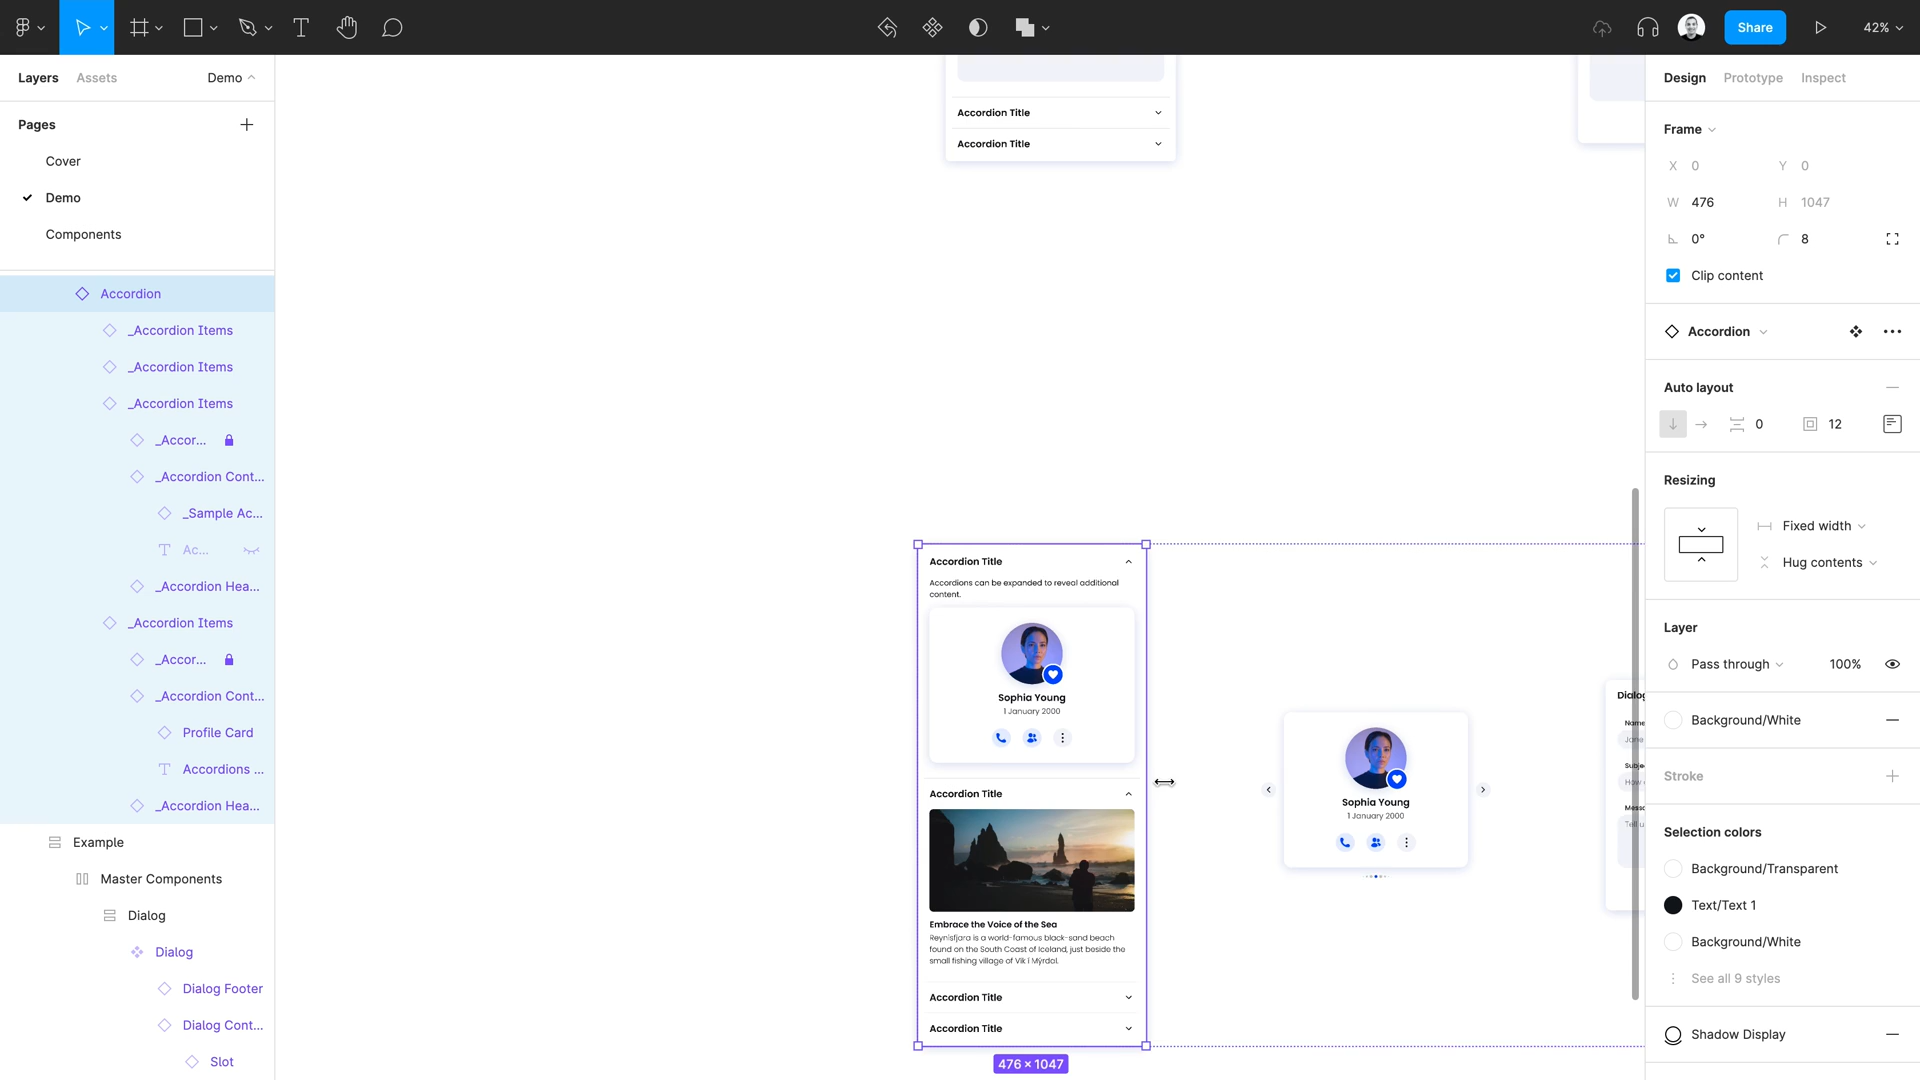 Share
42%
Layers
Assets
Demo
Pages
Cover
Demo
Components
Accordion
_Accordion Items
_Accordion Items
_Accordion Items
_Accor...
_Accordion Cont...
_Sample Ac...
Ac...
_Accordion Hea...
_Accordion Items
_Accor...
_Accordion Cont...
Profile Card
Accordions ...
_Accordion Hea...
Example
Master Components
Dialog
Dialog
Dialog Footer
Dialog Cont...
Slot
Accordion Title
Accordion Title
Accordion Title
Accordions can be expanded to reveal additional
content.
Sophia Young
1 January 2000
Accordion Title
Embrace the Voice of the Sea
Reynisfjara is a world-famous black-sand beach
found on the South Coast of Iceland, just beside the
small fishing village of Vík í Mýrdal.
Accordion Title
Accordion Title
476 × 1047
Sophia Young
1 January 2000
Dialog
Name
Jane
Subje
How
Messa
Tell u
Design
Prototype
Inspect
Frame
X 0
Y 0
W 476
H 1047
0°
8
Clip content
Accordion
Auto layout
0
12
Resizing
Fixed width
Hug contents
Layer
Pass through
100%
Background/White
Stroke
Selection colors
Background/Transparent
Text/Text 1
Background/White
See all 9 styles
Shadow Display